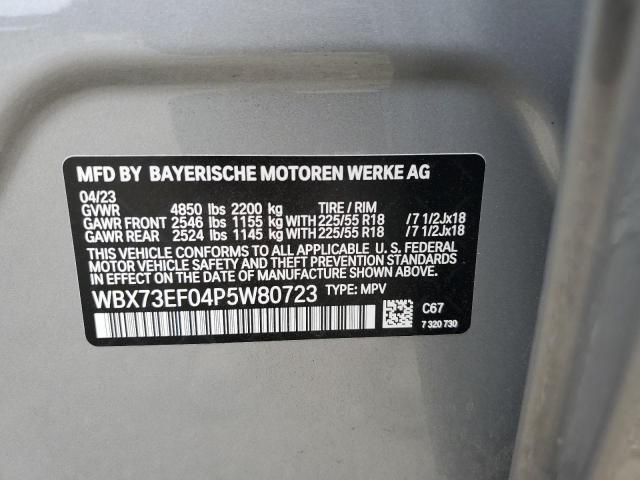 MFD BY BAYERISCHE MOTOREN WERKE AG
04/23
GVWR 4850 lbs 2200 kg TIRE / RIM
GAWR FRONT 2546 lbs 1155 kg WITH 225/55 R18 /7 1/2Jx18
GAWR REAR 2524 lbs 1145 kg WITH 225/55 R18 /7 1/2Jx18
THIS VEHICLE CONFORMS TO ALL APPLICABLE U. S. FEDERAL
MOTOR VEHICLE SAFETY AND THEFT PREVENTION STANDARDS
IN EFFECT ON THE DATE OF MANUFACTURE SHOWN ABOVE.
WBX73EF04P5W80723 TYPE: MPV
C67
7 320 730